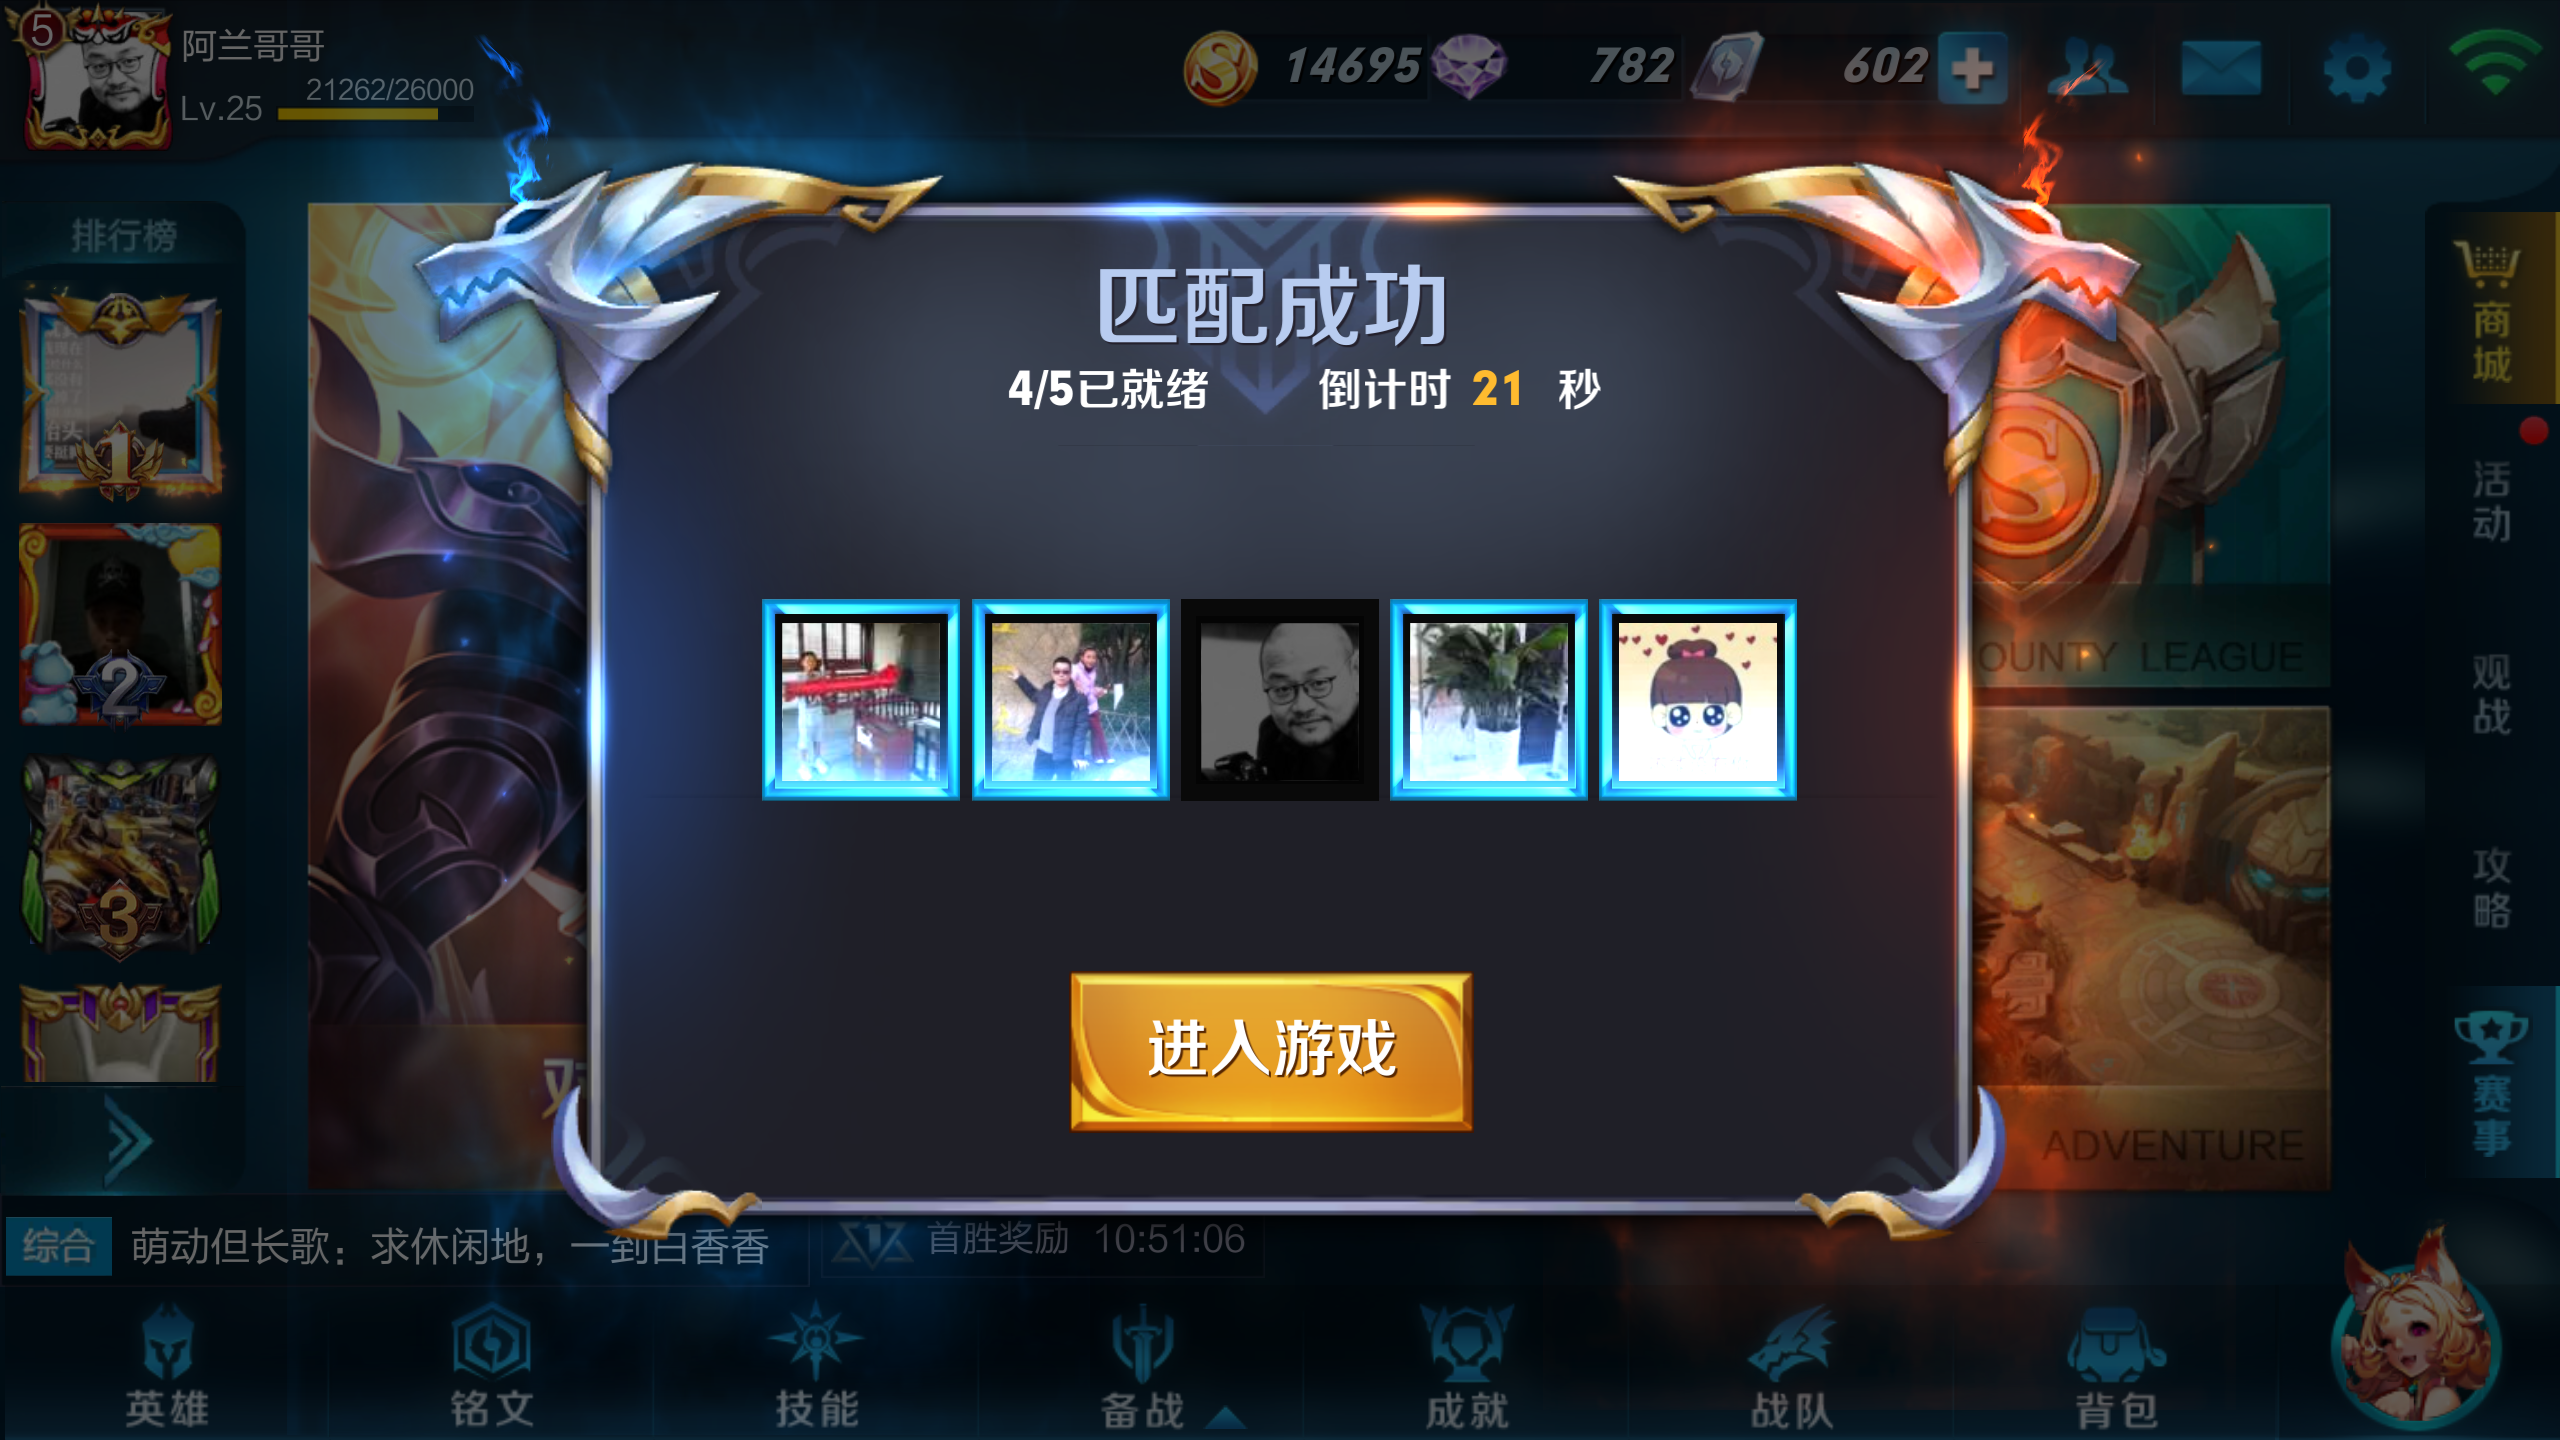 5
阿兰哥哥
21262/26000
Lv.25
14695
782
602
排行榜
1
2
3
匹配成功
4/5已就绪
倒计时 21 秒
S
进入游戏
OUNTY LEAGUE
ADVENTURE
商城
活动
观战
攻略
赛事
综合
萌动但长歌：求休闲地，一到白香香
首胜奖励 10:51:06
英雄
铭文
技能
备战
成就
战队
背包